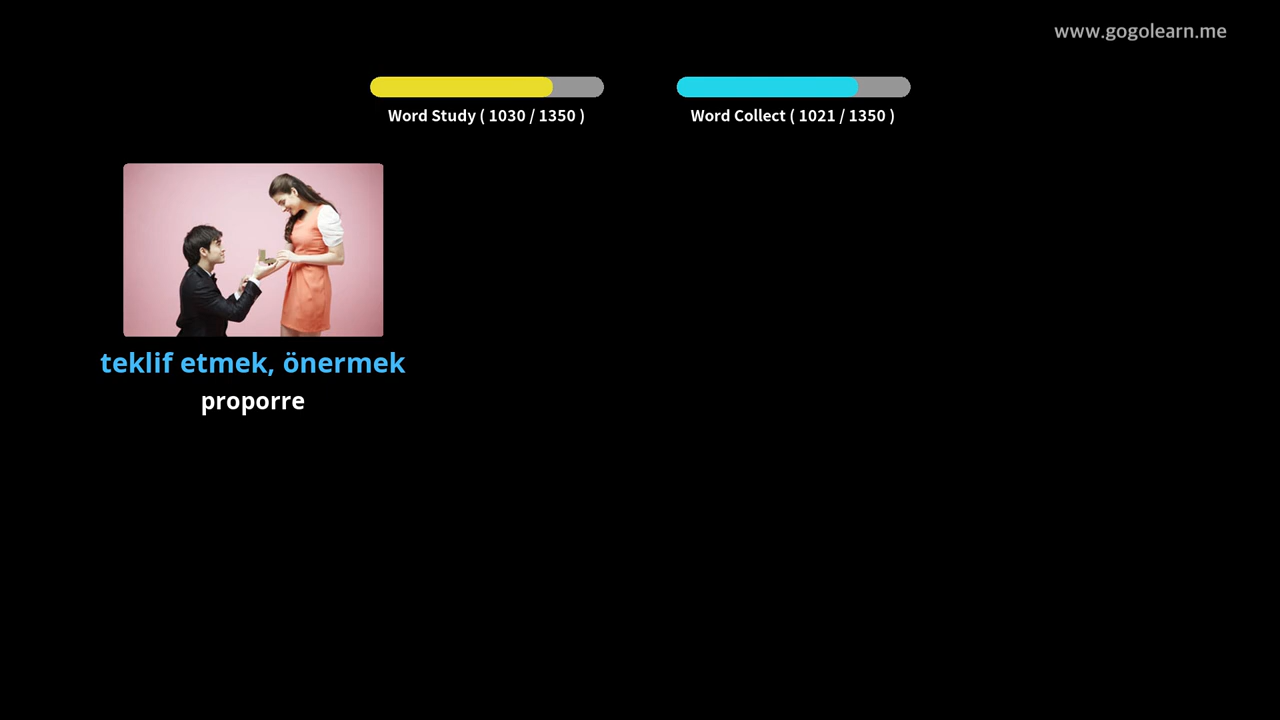 www.gogolearn.me
Word Study ( 1030 / 1350 )
Word Collect ( 1021 / 1350 )
teklif etmek, önermek
proporre